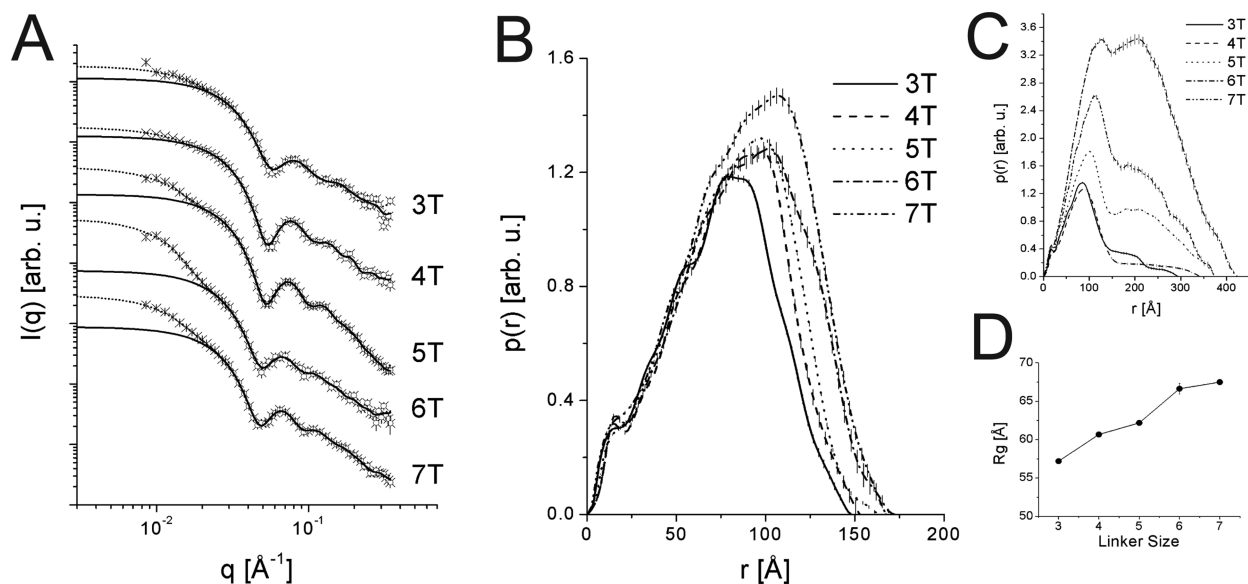 A
I(q) [arb. u.]
3T
4T
5T
6T
7T
10⁻²
10⁻¹
q [Å⁻¹]
B
p(r) [arb. u.]
1.6
1.2
0.8
0.4
0.0
0
50
100
150
200
r [Å]
3T
4T
5T
6T
7T
C
p(r) [arb. u.]
3.6
3.2
2.8
2.4
2.0
1.6
1.2
0.8
0.4
0.0
0
100
200
300
400
r [Å]
3T
4T
5T
6T
7T
D
Rg [Å]
70
65
60
55
50
3
4
5
6
7
Linker Size